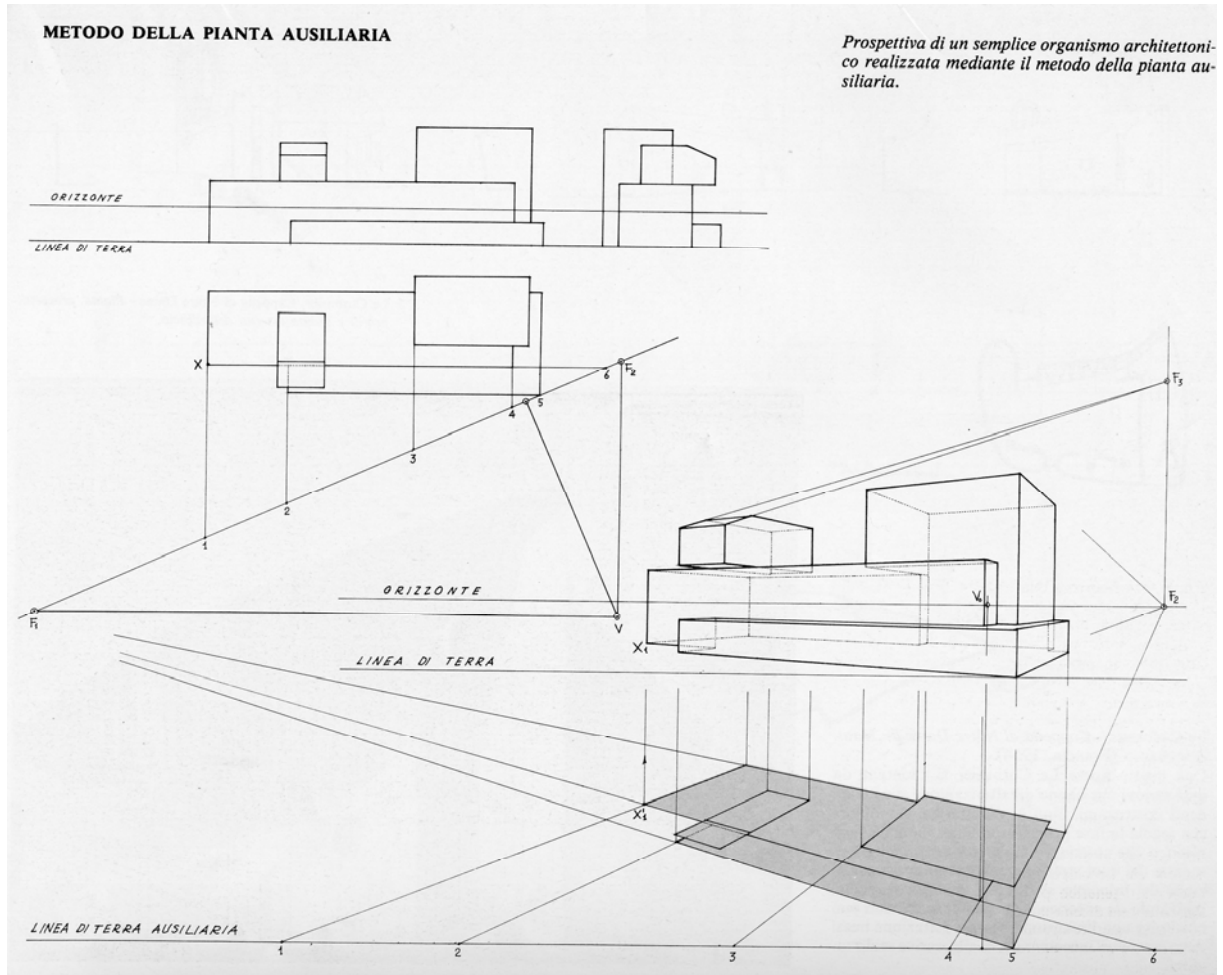 METODO DELLA PIANTA AUSILIARIA
Prospettiva di un semplice organismo architettoni-
co realizzata mediante il metodo della pianta au-
siliaria.
ORIZZONTE
LINEA DI TERRA
X
6
F2
4
5
3
2
1
F1
V
F3
ORIZZONTE
V0
F2
X1
LINEA DI TERRA
X'1
LINEA DI TERRA AUSILIARIA
1
2
3
4
5
6